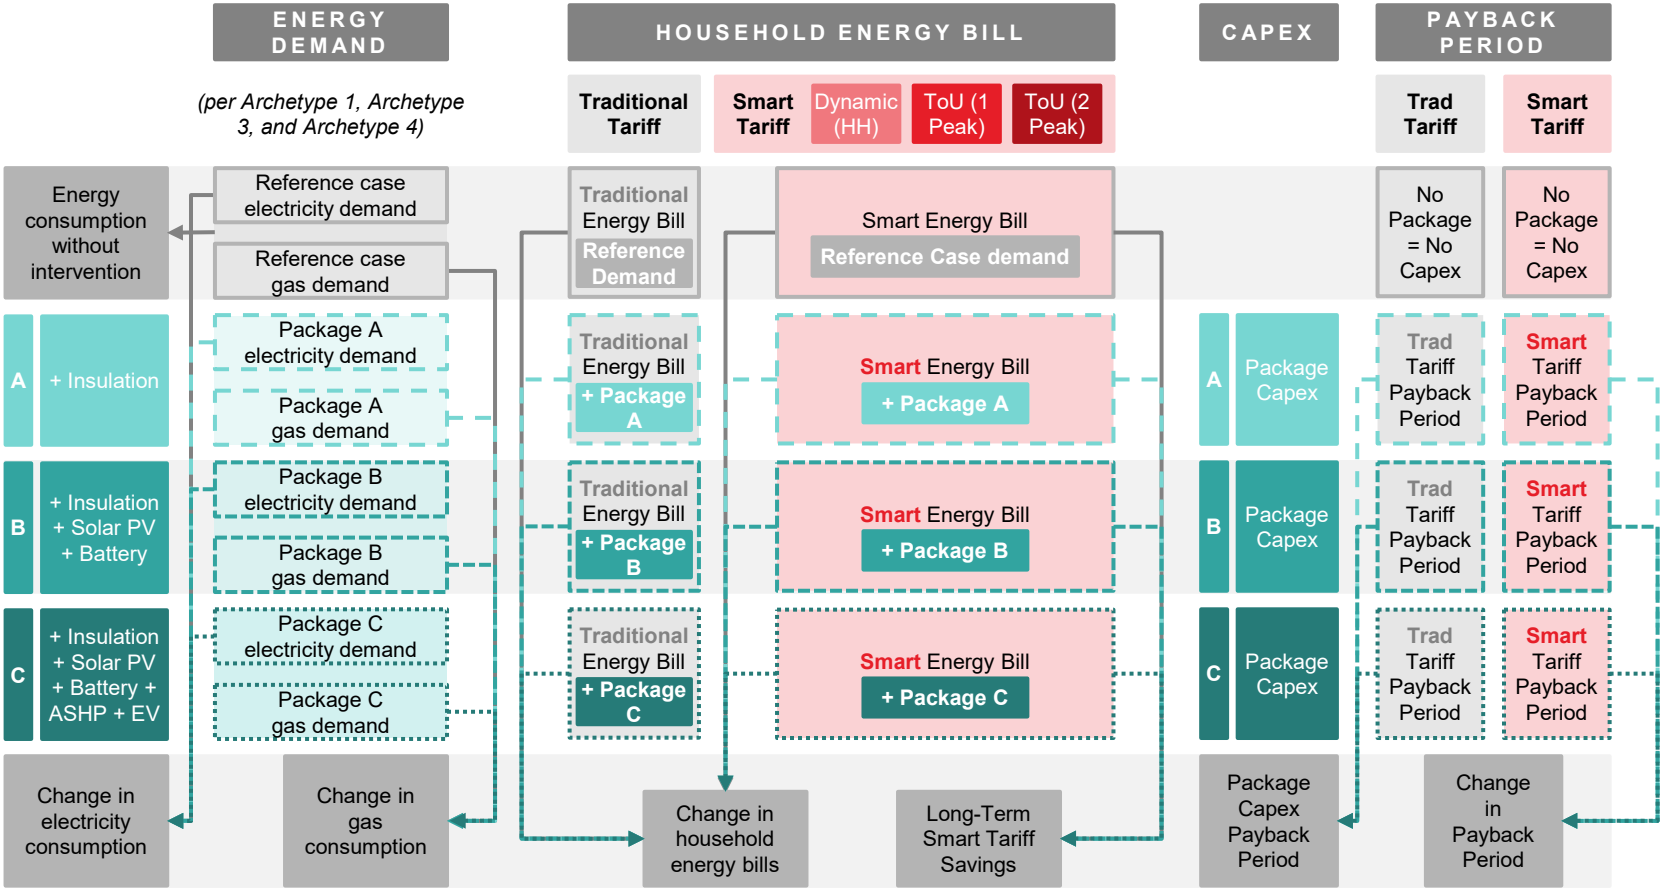 ENERGY
DEMAND
HOUSEHOLD ENERGY BILL
CAPEX
PAYBACK
PERIOD
(per Archetype 1, Archetype
3, and Archetype 4)
Traditional
Tariff
Smart
Tariff
Dynamic
(HH)
ToU (1
Peak)
ToU (2
Peak)
Trad
Tariff
Smart
Tariff
Energy
consumption
without
intervention
Reference case
electricity demand
Reference case
gas demand
Traditional
Energy Bill
Reference
Demand
Smart Energy Bill
Reference Case demand
No
Package
= No
Capex
No
Package
= No
Capex
A
+ Insulation
Package A
electricity demand
Package A
gas demand
Traditional
Energy Bill
+ Package
A
Smart Energy Bill
+ Package A
A
Package
Capex
Trad
Tariff
Payback
Period
Smart
Tariff
Payback
Period
B
+ Insulation
+ Solar PV
+ Battery
Package B
electricity demand
Package B
gas demand
Traditional
Energy Bill
+ Package
B
Smart Energy Bill
+ Package B
B
Package
Capex
Trad
Tariff
Payback
Period
Smart
Tariff
Payback
Period
C
+ Insulation
+ Solar PV
+ Battery +
ASHP + EV
Package C
electricity demand
Package C
gas demand
Traditional
Energy Bill
+ Package
C
Smart Energy Bill
+ Package C
C
Package
Capex
Trad
Tariff
Payback
Period
Smart
Tariff
Payback
Period
Change in
electricity
consumption
Change in
gas
consumption
Change in
household
energy bills
Long-Term
Smart Tariff
Savings
Package
Capex
Payback
Period
Change
in
Payback
Period